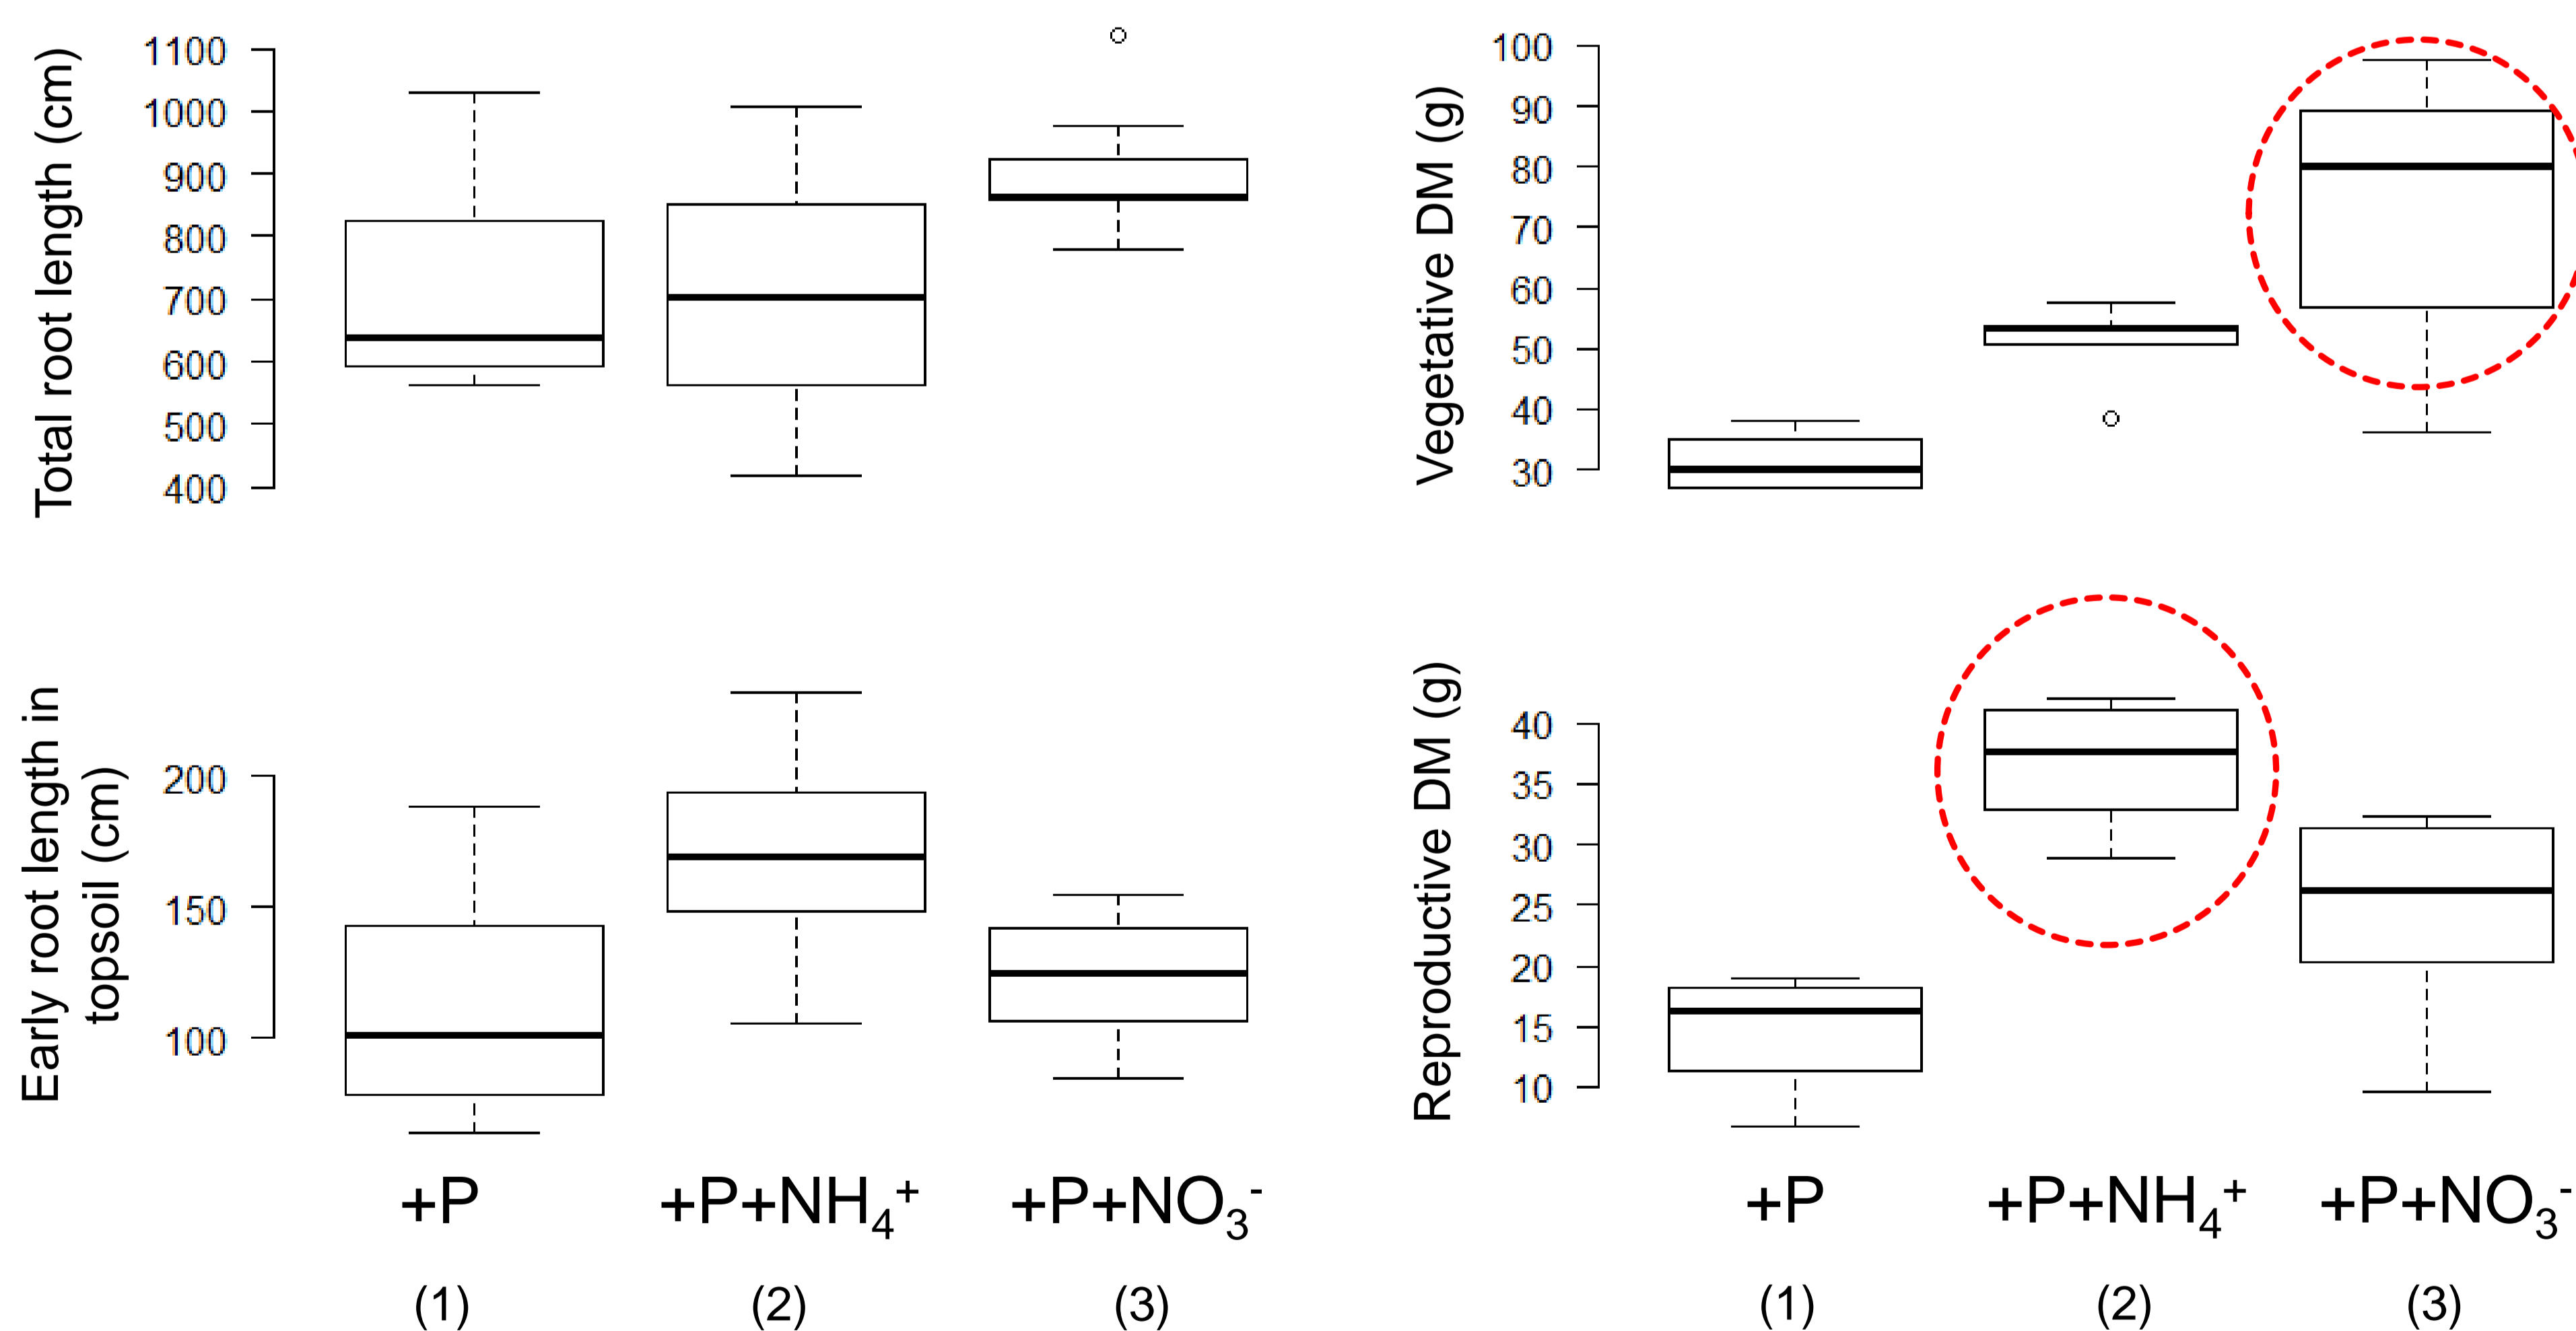 Total root length (cm)
1100
1000
900
800
700
600
500
400
Vegetative DM (g)
100
90
80
70
60
50
40
30
Early root length in
topsoil (cm)
200
150
100
Reproductive DM (g)
40
35
30
25
20
15
10
+P +P+NH₄⁺ +P+NO₃⁻
(1) (2) (3)
+P +P+NH₄⁺ +P+NO₃⁻
(1) (2) (3)